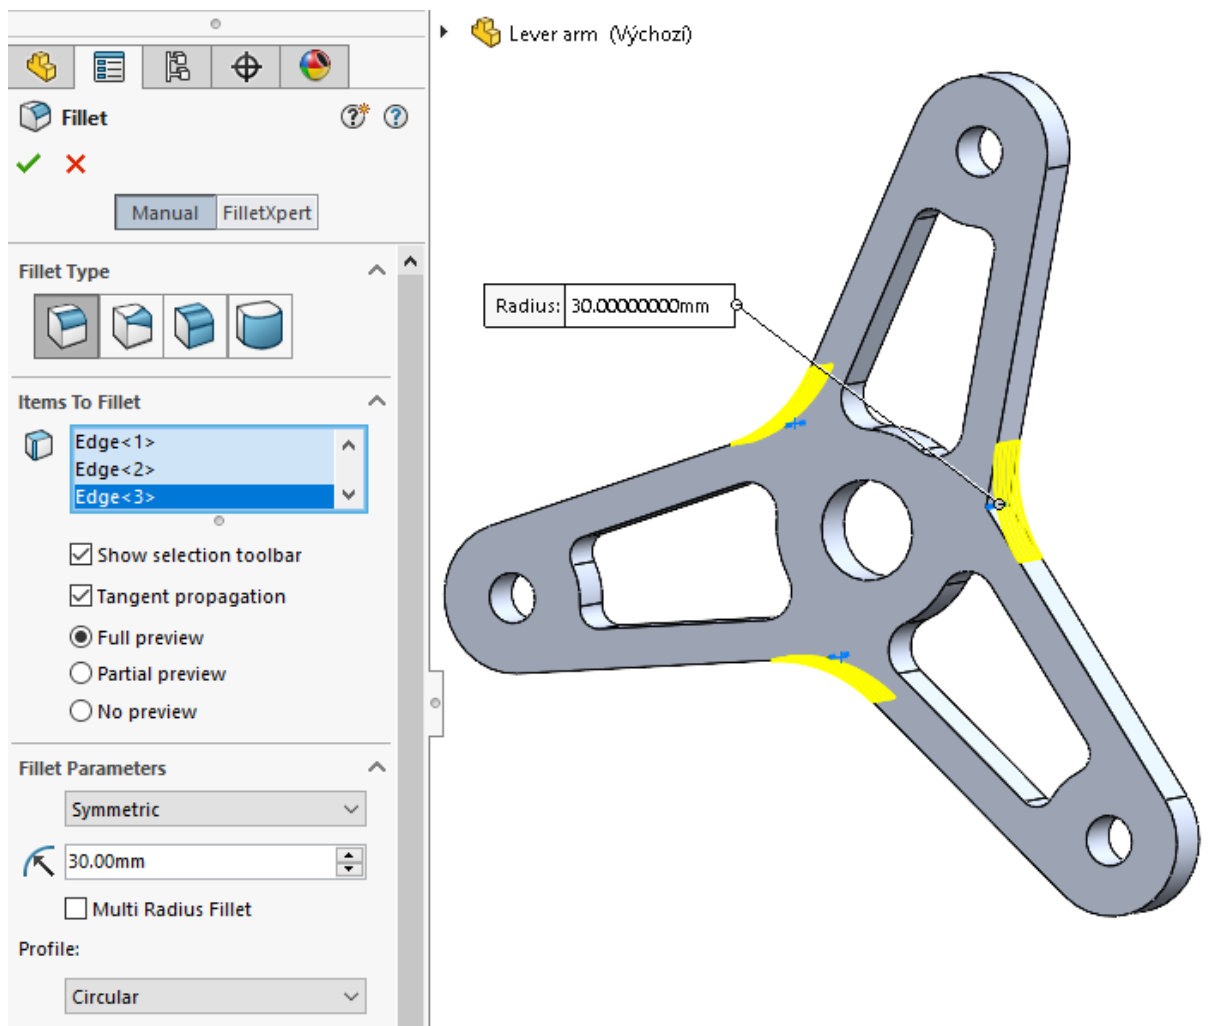 Lever arm (Výchozí)
Fillet
Manual
FilletXpert
Fillet Type
Radius: 30.00000000mm
Items To Fillet
Edge<1>
Edge<2>
Edge<3>
Show selection toolbar
Tangent propagation
Full preview
Partial preview
No preview
Fillet Parameters
Symmetric
30.00mm
Multi Radius Fillet
Profile:
Circular